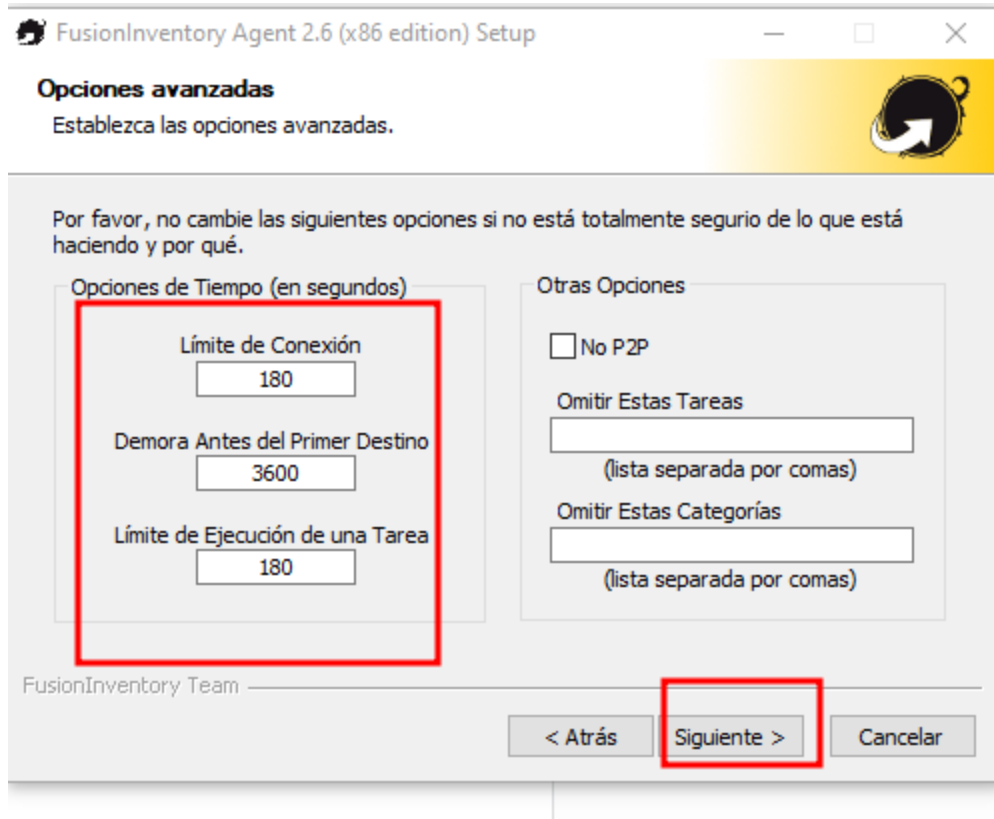 FusionInventory Agent 2.6 (x86 edition) Setup
Opciones avanzadas
Establezca las opciones avanzadas.
Por favor, no cambie las siguientes opciones si no está totalmente segurio de lo que está
haciendo y por qué.
Opciones de Tiempo (en segundos)
Límite de Conexión
180
Demora Antes del Primer Destino
3600
Límite de Ejecución de una Tarea
180
Otras Opciones
No P2P
Omitir Estas Tareas
(lista separada por comas)
Omitir Estas Categorías
(lista separada por comas)
FusionInventory Team
< Atrás
Siguiente >
Cancelar